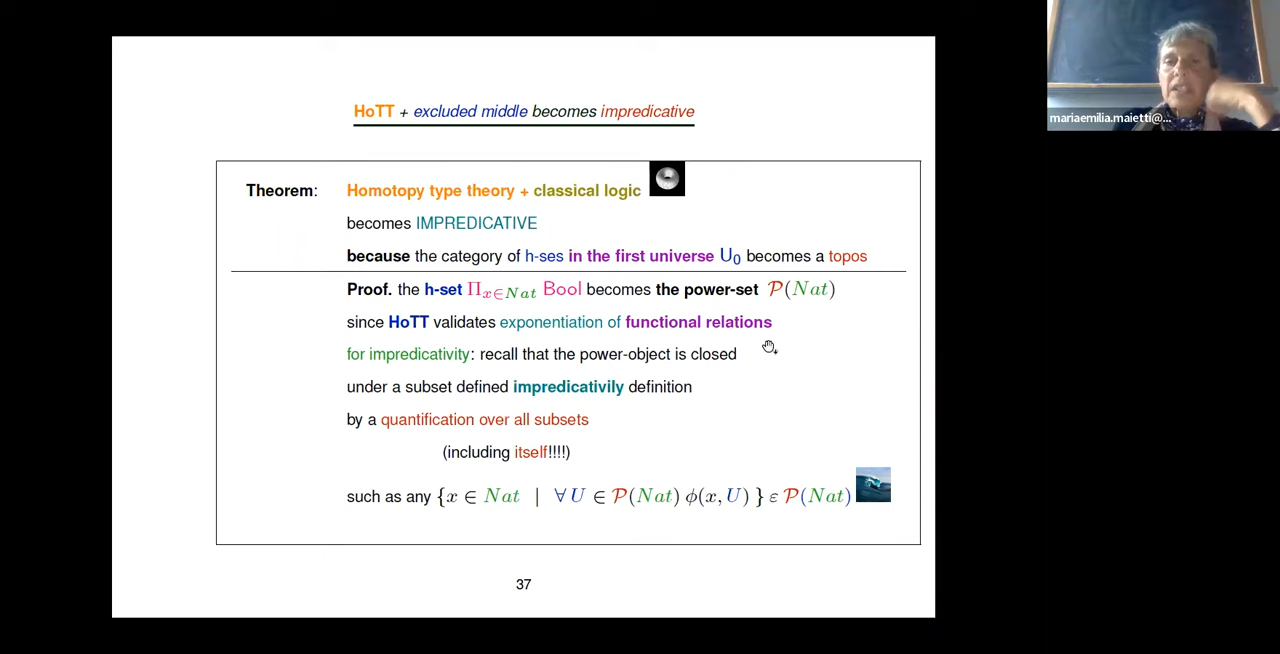 HoTT + excluded middle becomes impredicative
mariaemilia.maietti@...
Theorem: Homotopy type theory + classical logic
becomes IMPREDICATIVE
because the category of h-ses in the first universe U₀ becomes a topos
Proof. the h-set Π_{x∈Nat} Bool becomes the power-set 𝒫(Nat)
since HoTT validates exponentiation of functional relations
for impredicativity: recall that the power-object is closed
under a subset defined impredicativily definition
by a quantification over all subsets
(including itself!!!!)
such as any {x ∈ Nat | ∀ U ∈ 𝒫(Nat) ϕ(x, U) } ε 𝒫(Nat)
37